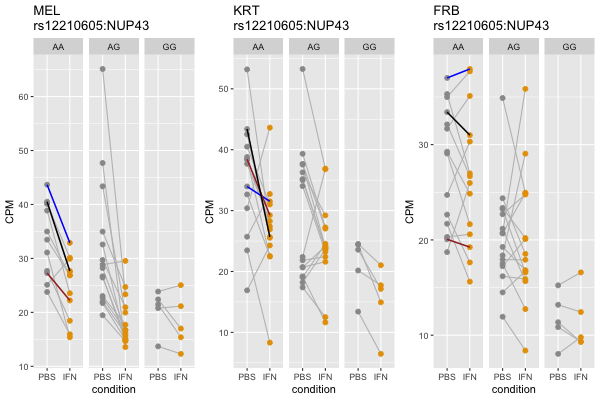 MEL
rs12210605:NUP43
AA AG GG
CPM
60
50
40
30
20
10
PBS IFN PBS IFN PBS IFN
condition
KRT
rs12210605:NUP43
AA AG GG
CPM
50
40
30
20
10
PBS IFN PBS IFN PBS IFN
condition
FRB
rs12210605:NUP43
AA AG GG
CPM
30
20
10
PBS IFN PBS IFN PBS IFN
condition